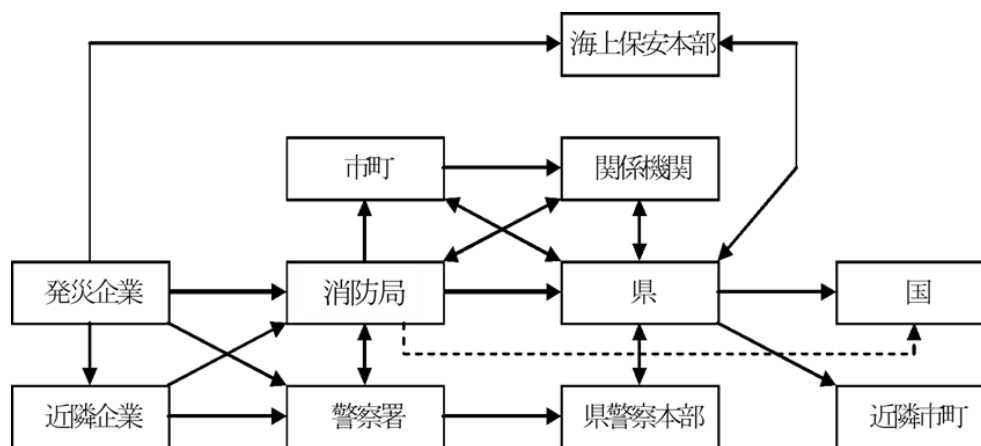 海上保安本部
市町
関係機関
発災企業
消防局
県
国
近隣企業
警察署
県警察本部
近隣市町